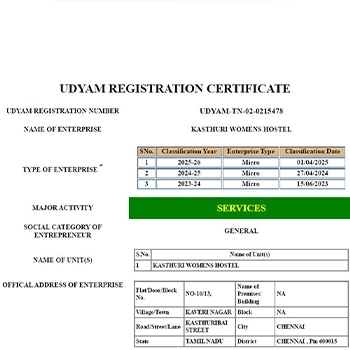 UDYAM REGISTRATION CERTIFICATE
UDYAM REGISTRATION NUMBER UDYAM-TN-02-0215478
NAME OF ENTERPRISE KASTHURI WOMENS HOSTEL
SNo. Classification Year Enterprise Type Classification Date
1 2025-26 Micro 01/04/2025
TYPE OF ENTERPRISE * 2 2024-25 Micro 27/04/2024
3 2023-24 Micro 15/06/2023
MAJOR ACTIVITY SERVICES
SOCIAL CATEGORY OF ENTREPRENEUR GENERAL
NAME OF UNIT(S) S.No. Name of Unit(s)
1 KASTHURI WOMENS HOSTEL
OFFICAL ADDRESS OF ENTERPRISE
Flat/Door/Block No. NO-10/13, Name of Premises/ Building NA
Village/Town KAVERI NAGAR Block NA
Road/Street/Lane KASTHURIBAI STREET City CHENNAI
State TAMIL NADU District CHENNAI , Pin 600015